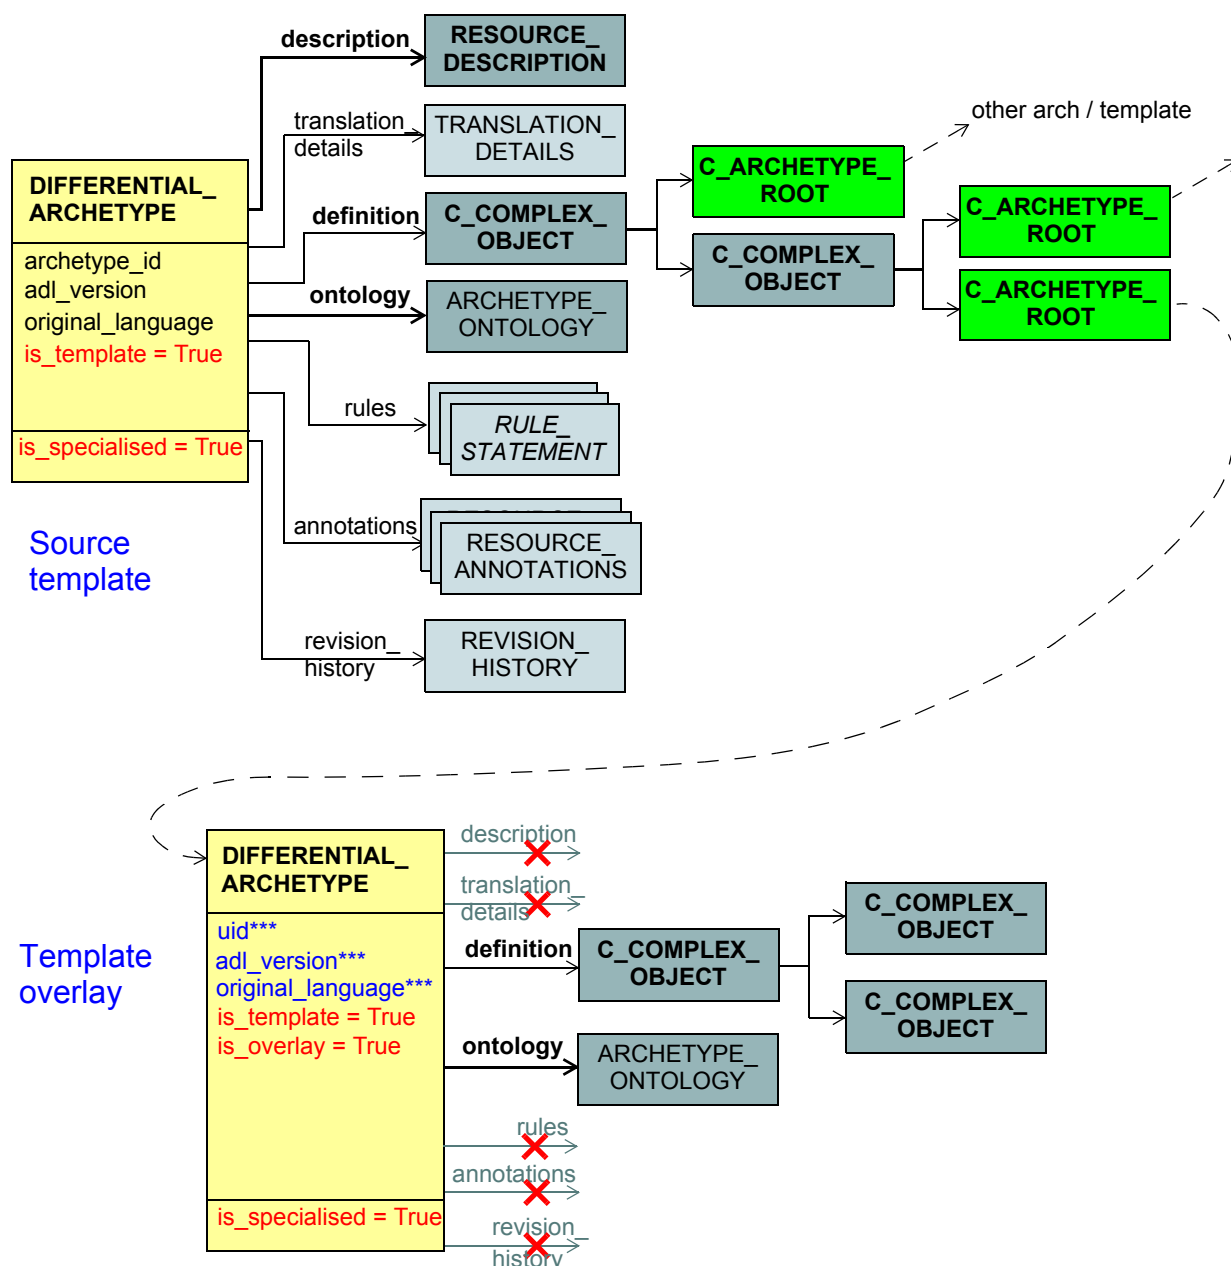 description
RESOURCE_
DESCRIPTION
translation_
details
TRANSLATION_
DETAILS
other arch / template
DIFFERENTIAL_
ARCHETYPE
archetype_id
adl_version
original_language
is_template = True
is_specialised = True
definition
C_COMPLEX_
OBJECT
C_ARCHETYPE_
ROOT
C_COMPLEX_
OBJECT
C_ARCHETYPE_
ROOT
C_ARCHETYPE_
ROOT
ontology
ARCHETYPE_
ONTOLOGY
rules
RULE_
STATEMENT
Source
template
annotations
RESOURCE_
ANNOTATIONS
revision_
history
REVISION_
HISTORY
Template
overlay
DIFFERENTIAL_
ARCHETYPE
uid***
adl_version***
original_language***
is_template = True
is_overlay = True
is_specialised = True
description
translation_
details
definition
C_COMPLEX_
OBJECT
C_COMPLEX_
OBJECT
C_COMPLEX_
OBJECT
ontology
ARCHETYPE_
ONTOLOGY
rules
annotations
revision_
history